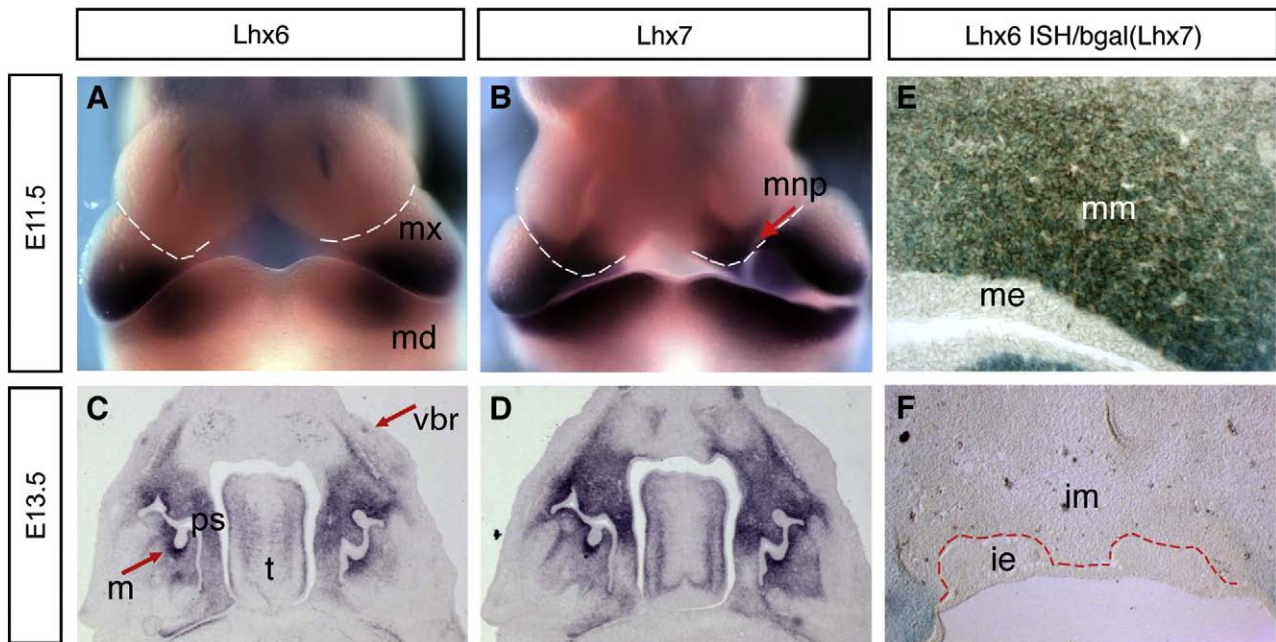 Lhx6
Lhx7
Lhx6 ISH/bgal(Lhx7)
E11.5
A
mx
md
B
mnp
E
mm
me
E13.5
C
vbr
ps
m
t
D
F
im
ie